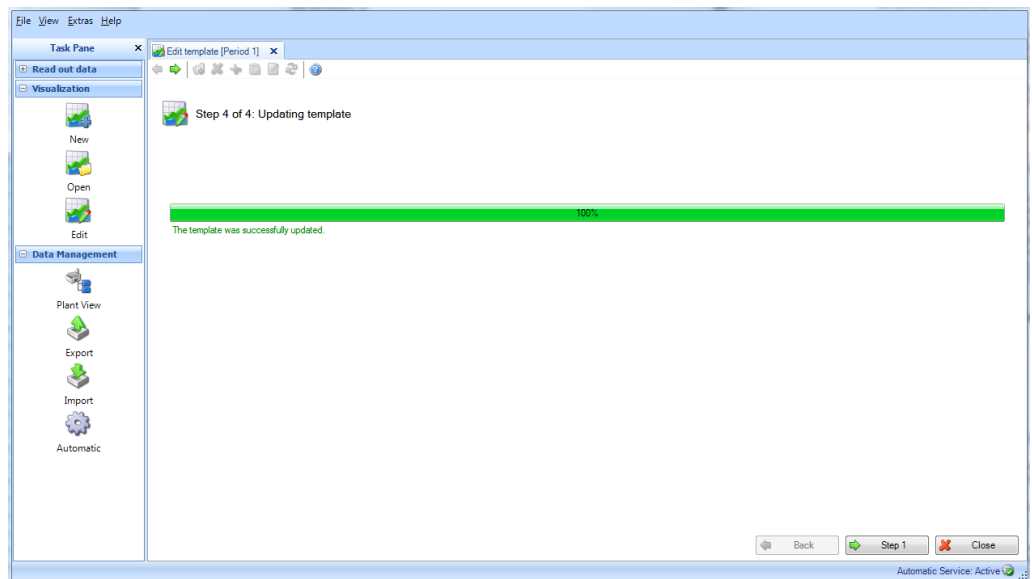 File View Extras Help
Task Pane
Edit template [Period 1]
Read out data
Visualization
Step 4 of 4: Updating template
New
Open
100%
The template was successfully updated.
Edit
Data Management
Plant View
Export
Import
Automatic
Back Step 1 Close
Automatic Service: Active